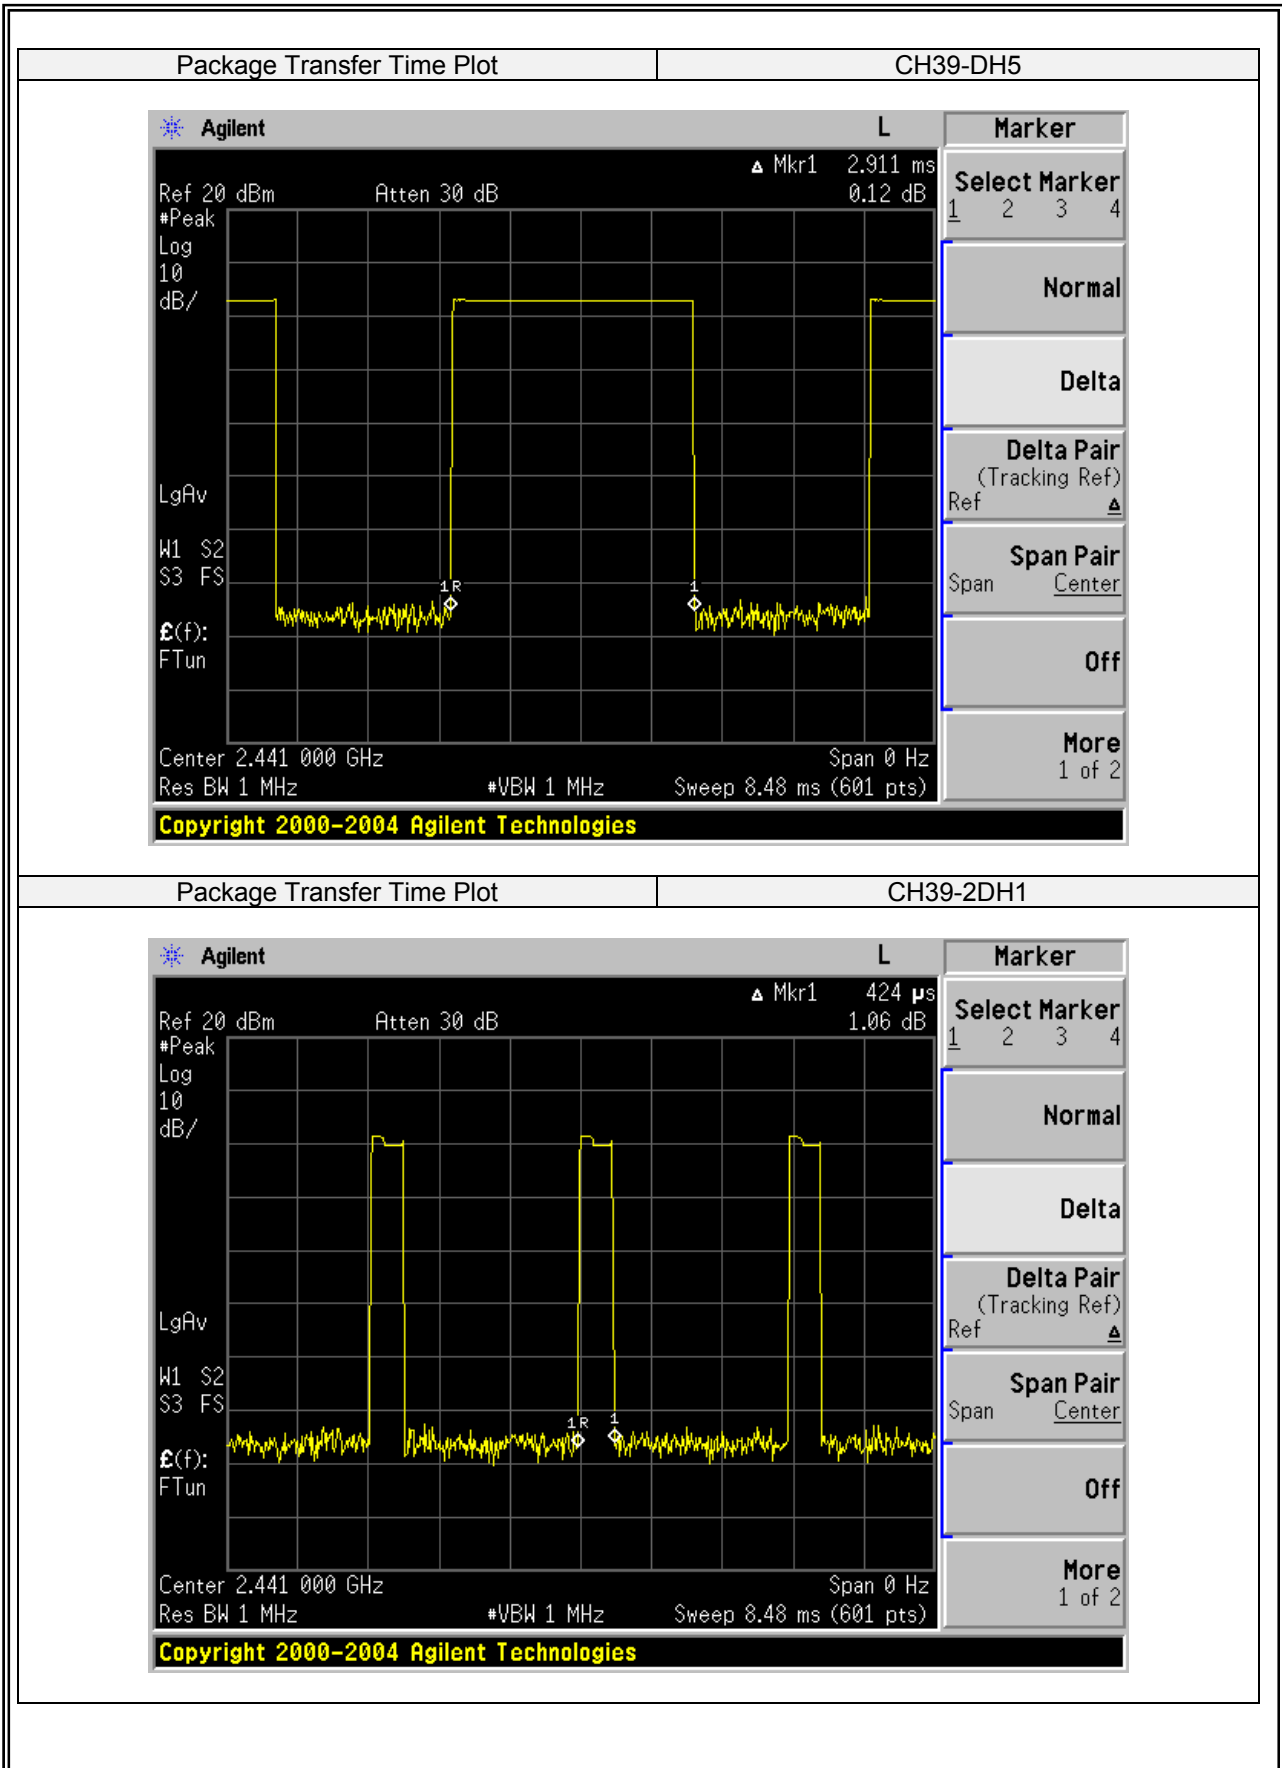 Package Transfer Time Plot CH39-DH5
Agilent L Marker
Δ Mkr1 2.911 ms
Ref 20 dBm Atten 30 dB 0.12 dB
#Peak
Log
10
dB/
LgAv
W1 S2
S3 FS
£(f):
FTun
1R 1
Center 2.441 000 GHz Span 0 Hz
Res BW 1 MHz #VBW 1 MHz Sweep 8.48 ms (601 pts)
Copyright 2000-2004 Agilent Technologies
Select Marker
1 2 3 4
Normal
Delta
Delta Pair
(Tracking Ref)
Ref Δ
Span Pair
Span Center
Off
More
1 of 2
Package Transfer Time Plot CH39-2DH1
Agilent L Marker
Δ Mkr1 424 µs
Ref 20 dBm Atten 30 dB 1.06 dB
#Peak
Log
10
dB/
LgAv
W1 S2
S3 FS
£(f):
FTun
1R 1
Center 2.441 000 GHz Span 0 Hz
Res BW 1 MHz #VBW 1 MHz Sweep 8.48 ms (601 pts)
Copyright 2000-2004 Agilent Technologies
Select Marker
1 2 3 4
Normal
Delta
Delta Pair
(Tracking Ref)
Ref Δ
Span Pair
Span Center
Off
More
1 of 2